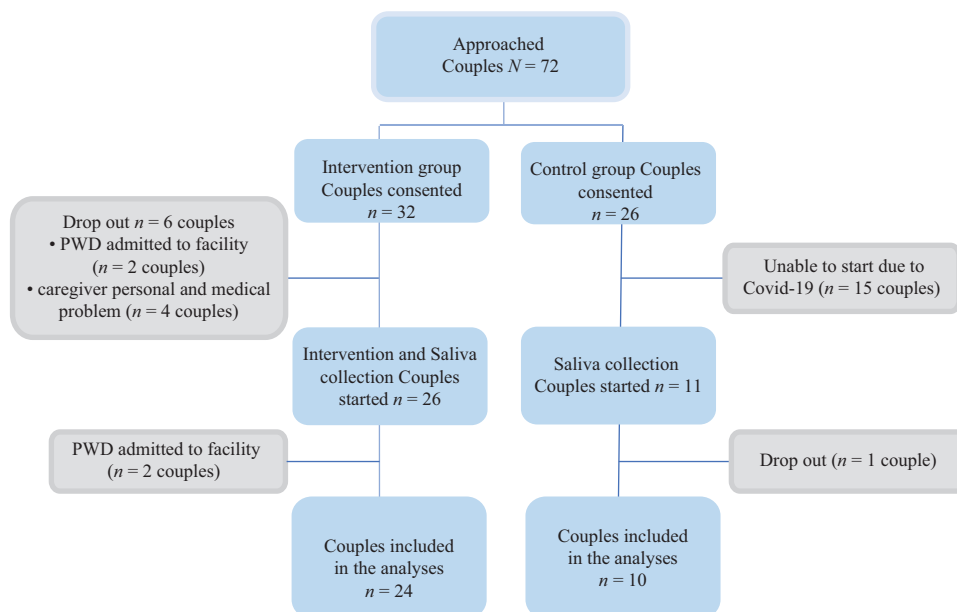 Approached
Couples N = 72
Intervention group
Couples consented
n = 32
Control group Couples
consented
n = 26
Drop out n = 6 couples
• PWD admitted to facility
(n = 2 couples)
• caregiver personal and medical
problem (n = 4 couples)
Unable to start due to
Covid-19 (n = 15 couples)
Intervention and Saliva
collection Couples
started n = 26
Saliva collection
Couples started n = 11
PWD admitted to facility
(n = 2 couples)
Drop out (n = 1 couple)
Couples included
in the analyses
n = 24
Couples included
in the analyses
n = 10